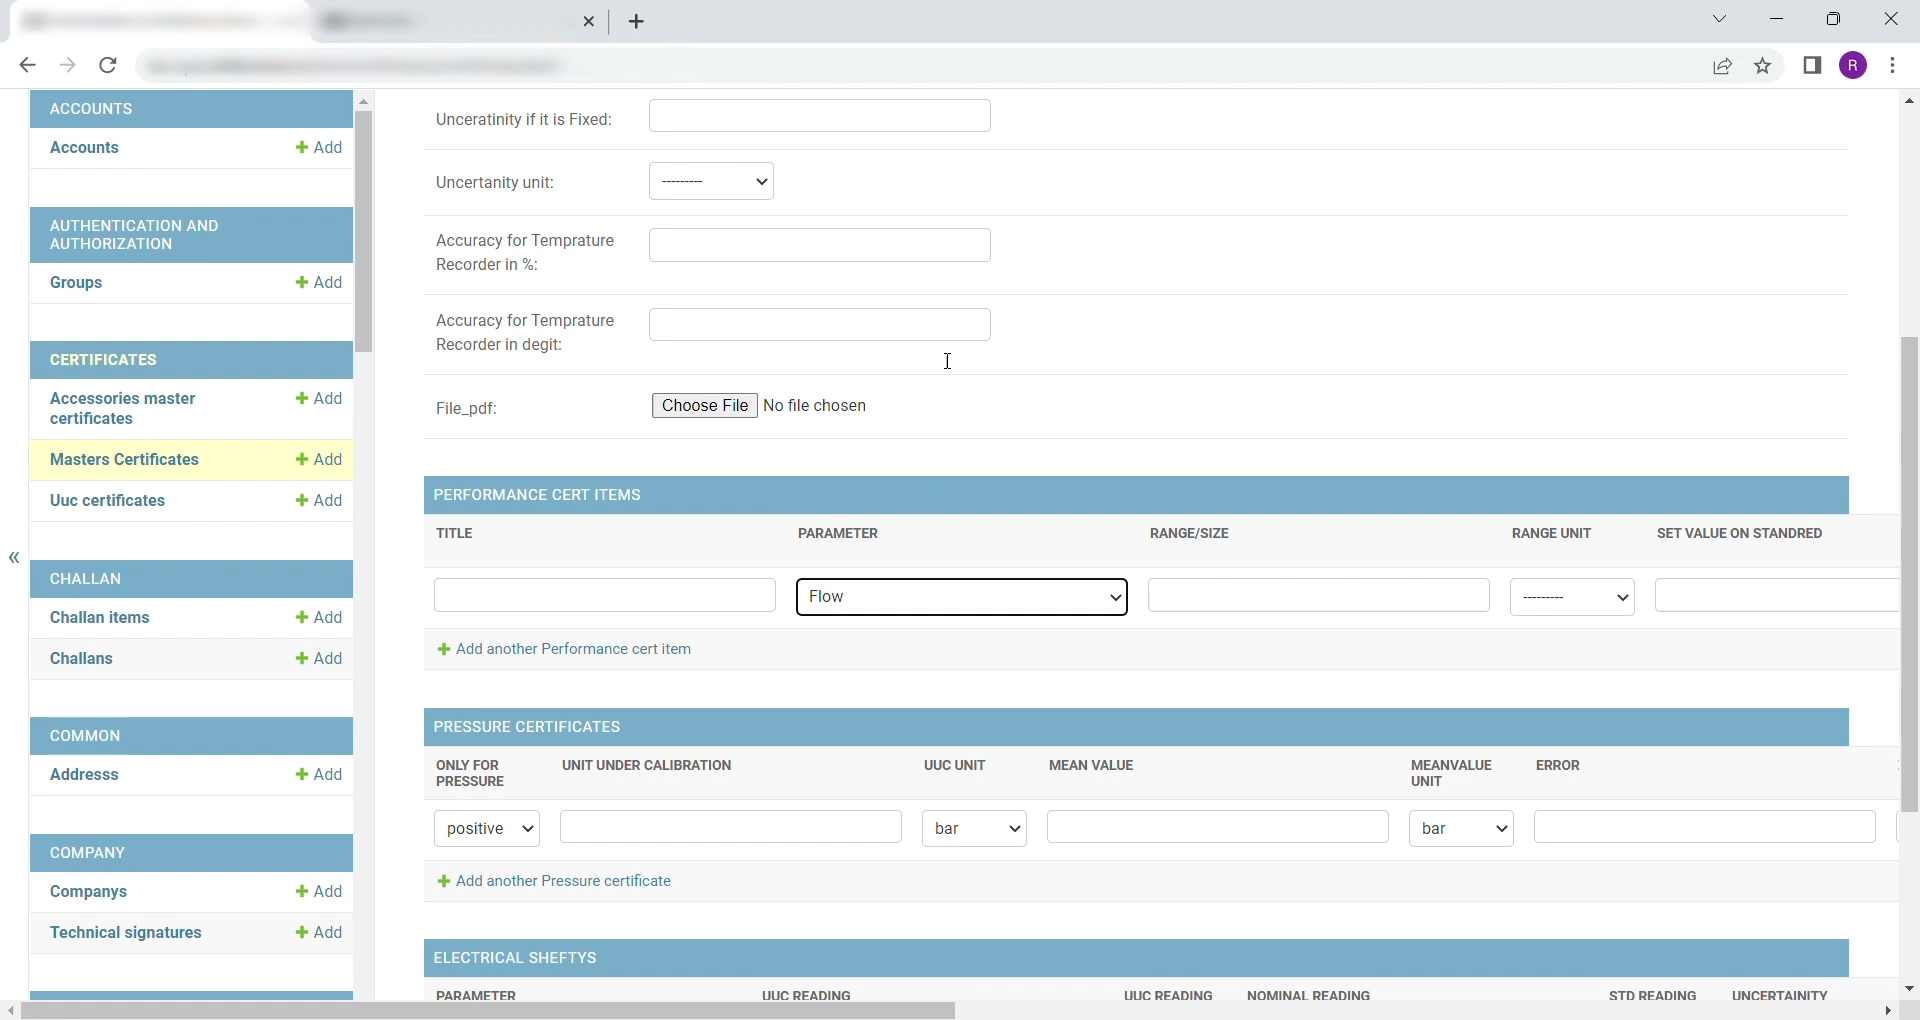 R
ACCOUNTS
Accounts + Add
AUTHENTICATION AND
AUTHORIZATION
Groups + Add
CERTIFICATES
Accessories master
certificates + Add
Masters Certificates + Add
Uuc certificates + Add
CHALLAN
Challan items + Add
Challans + Add
COMMON
Addresss + Add
COMPANY
Companys + Add
Technical signatures + Add
«
Unceratinity if it is Fixed:
Uncertanity unit: ---------
Accuracy for Temprature
Recorder in %:
Accuracy for Temprature
Recorder in degit:
File_pdf: Choose File No file chosen
PERFORMANCE CERT ITEMS
TITLE PARAMETER RANGE/SIZE RANGE UNIT SET VALUE ON STANDRED
Flow ---------
+ Add another Performance cert item
PRESSURE CERTIFICATES
ONLY FOR
PRESSURE UNIT UNDER CALIBRATION UUC UNIT MEAN VALUE MEANVALUE
UNIT ERROR
positive bar bar
+ Add another Pressure certificate
ELECTRICAL SHEFTYS
PARAMETER UUC READING UUC READING NOMINAL READING STD READING UNCERTAINITY